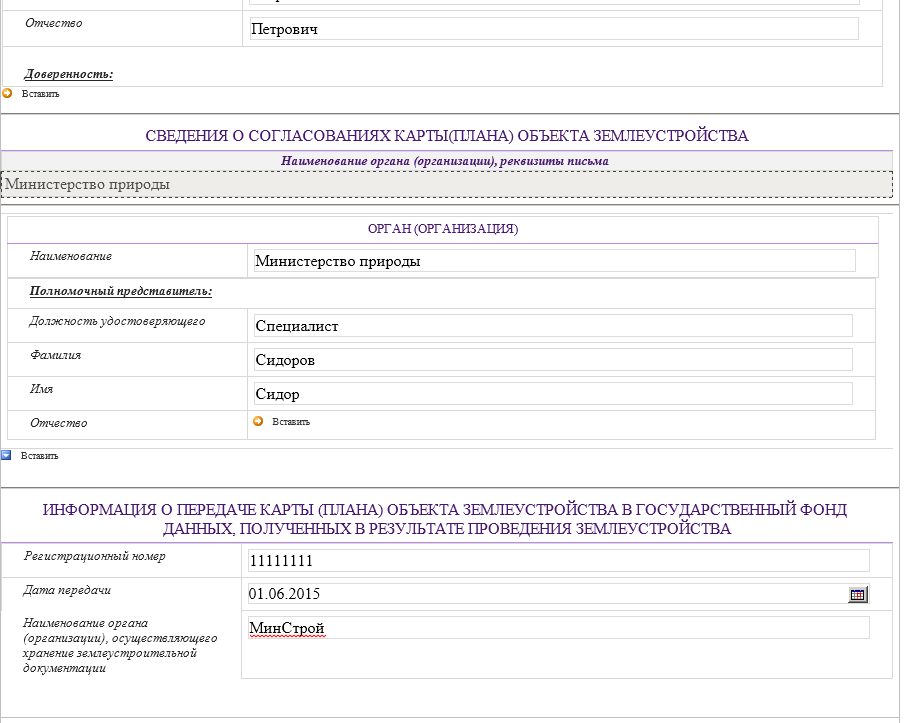 Отчество
Петрович
Доверенность:
Вставить
СВЕДЕНИЯ О СОГЛАСОВАНИЯХ КАРТЫ(ПЛАНА) ОБЪЕКТА ЗЕМЛЕУСТРОЙСТВА
Наименование органа (организации), реквизиты письма
Министерство природы
ОРГАН (ОРГАНИЗАЦИЯ)
Наименование
Министерство природы
Полномочный представитель:
Должность удостоверяющего
Специалист
Фамилия
Сидоров
Имя
Сидор
Отчество
Вставить
Вставить
ИНФОРМАЦИЯ О ПЕРЕДАЧЕ КАРТЫ (ПЛАНА) ОБЪЕКТА ЗЕМЛЕУСТРОЙСТВА В ГОСУДАРСТВЕННЫЙ ФОНД
ДАННЫХ, ПОЛУЧЕННЫХ В РЕЗУЛЬТАТЕ ПРОВЕДЕНИЯ ЗЕМЛЕУСТРОЙСТВА
Регистрационный номер
11111111
Дата передачи
01.06.2015
Наименование органа
(организации), осуществляющего
хранение землеустроительной
документации
МинСтрой